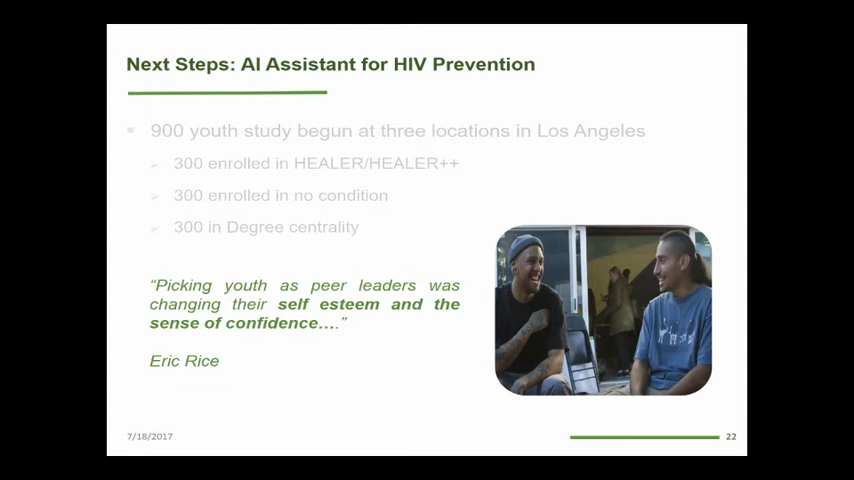 Next Steps: AI Assistant for HIV Prevention
900 youth study begun at three locations in Los Angeles
300 enrolled in HEALER/HEALER++
300 enrolled in no condition
300 in Degree centrality
“Picking youth as peer leaders was
changing their self esteem and the
sense of confidence….”
Eric Rice
7/18/2017
22